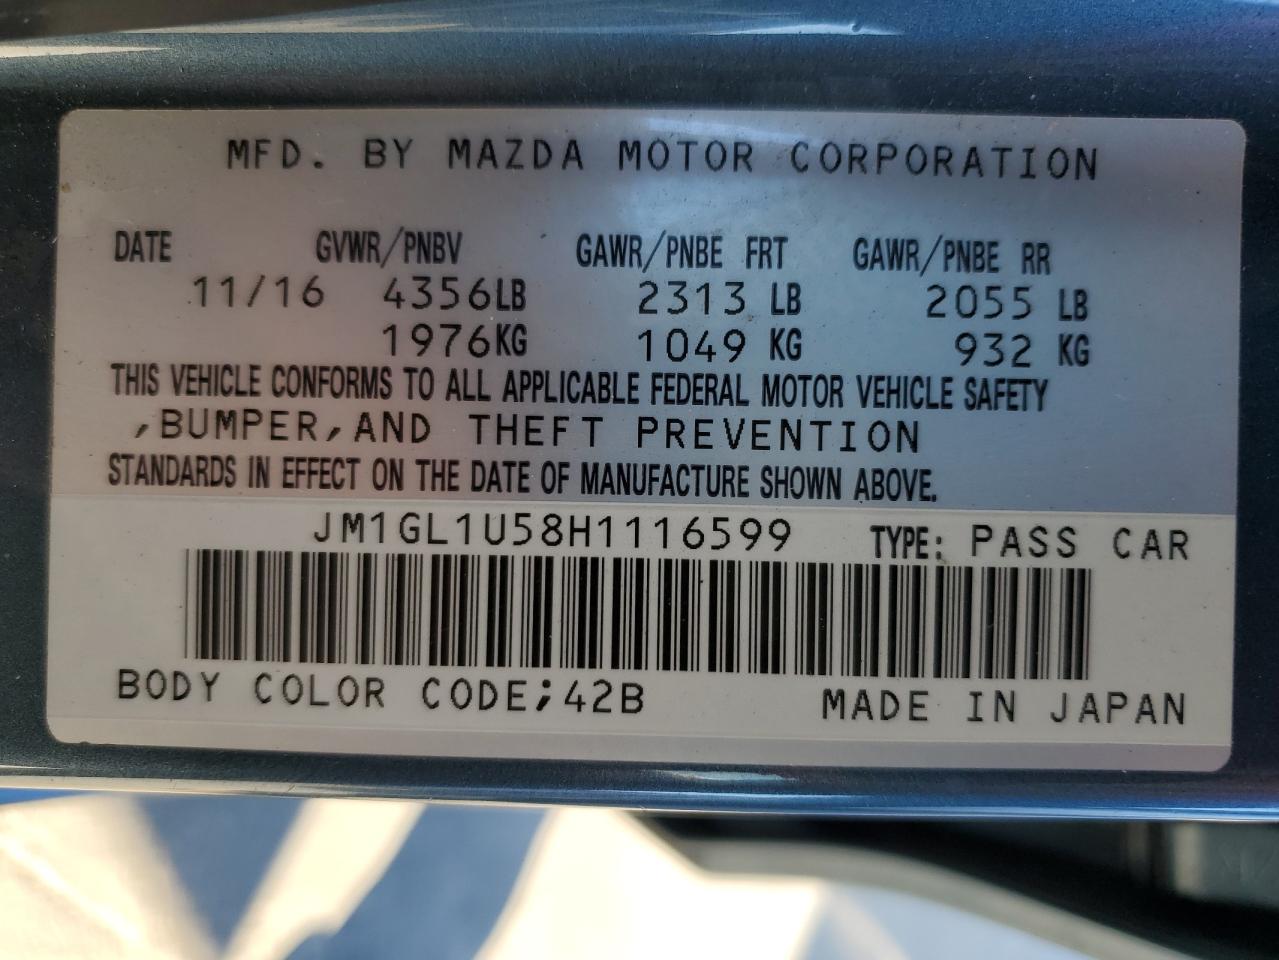 MFD. BY MAZDA MOTOR CORPORATION
DATE GVWR/PNBV GAWR/PNBE FRT GAWR/PNBE RR
11/16 4356LB 2313 LB 2055 LB
1976KG 1049 KG 932 KG
THIS VEHICLE CONFORMS TO ALL APPLICABLE FEDERAL MOTOR VEHICLE SAFETY
,BUMPER,AND THEFT PREVENTION
STANDARDS IN EFFECT ON THE DATE OF MANUFACTURE SHOWN ABOVE.
JM1GL1U58H1116599 TYPE: PASS CAR
BODY COLOR CODE;42B MADE IN JAPAN